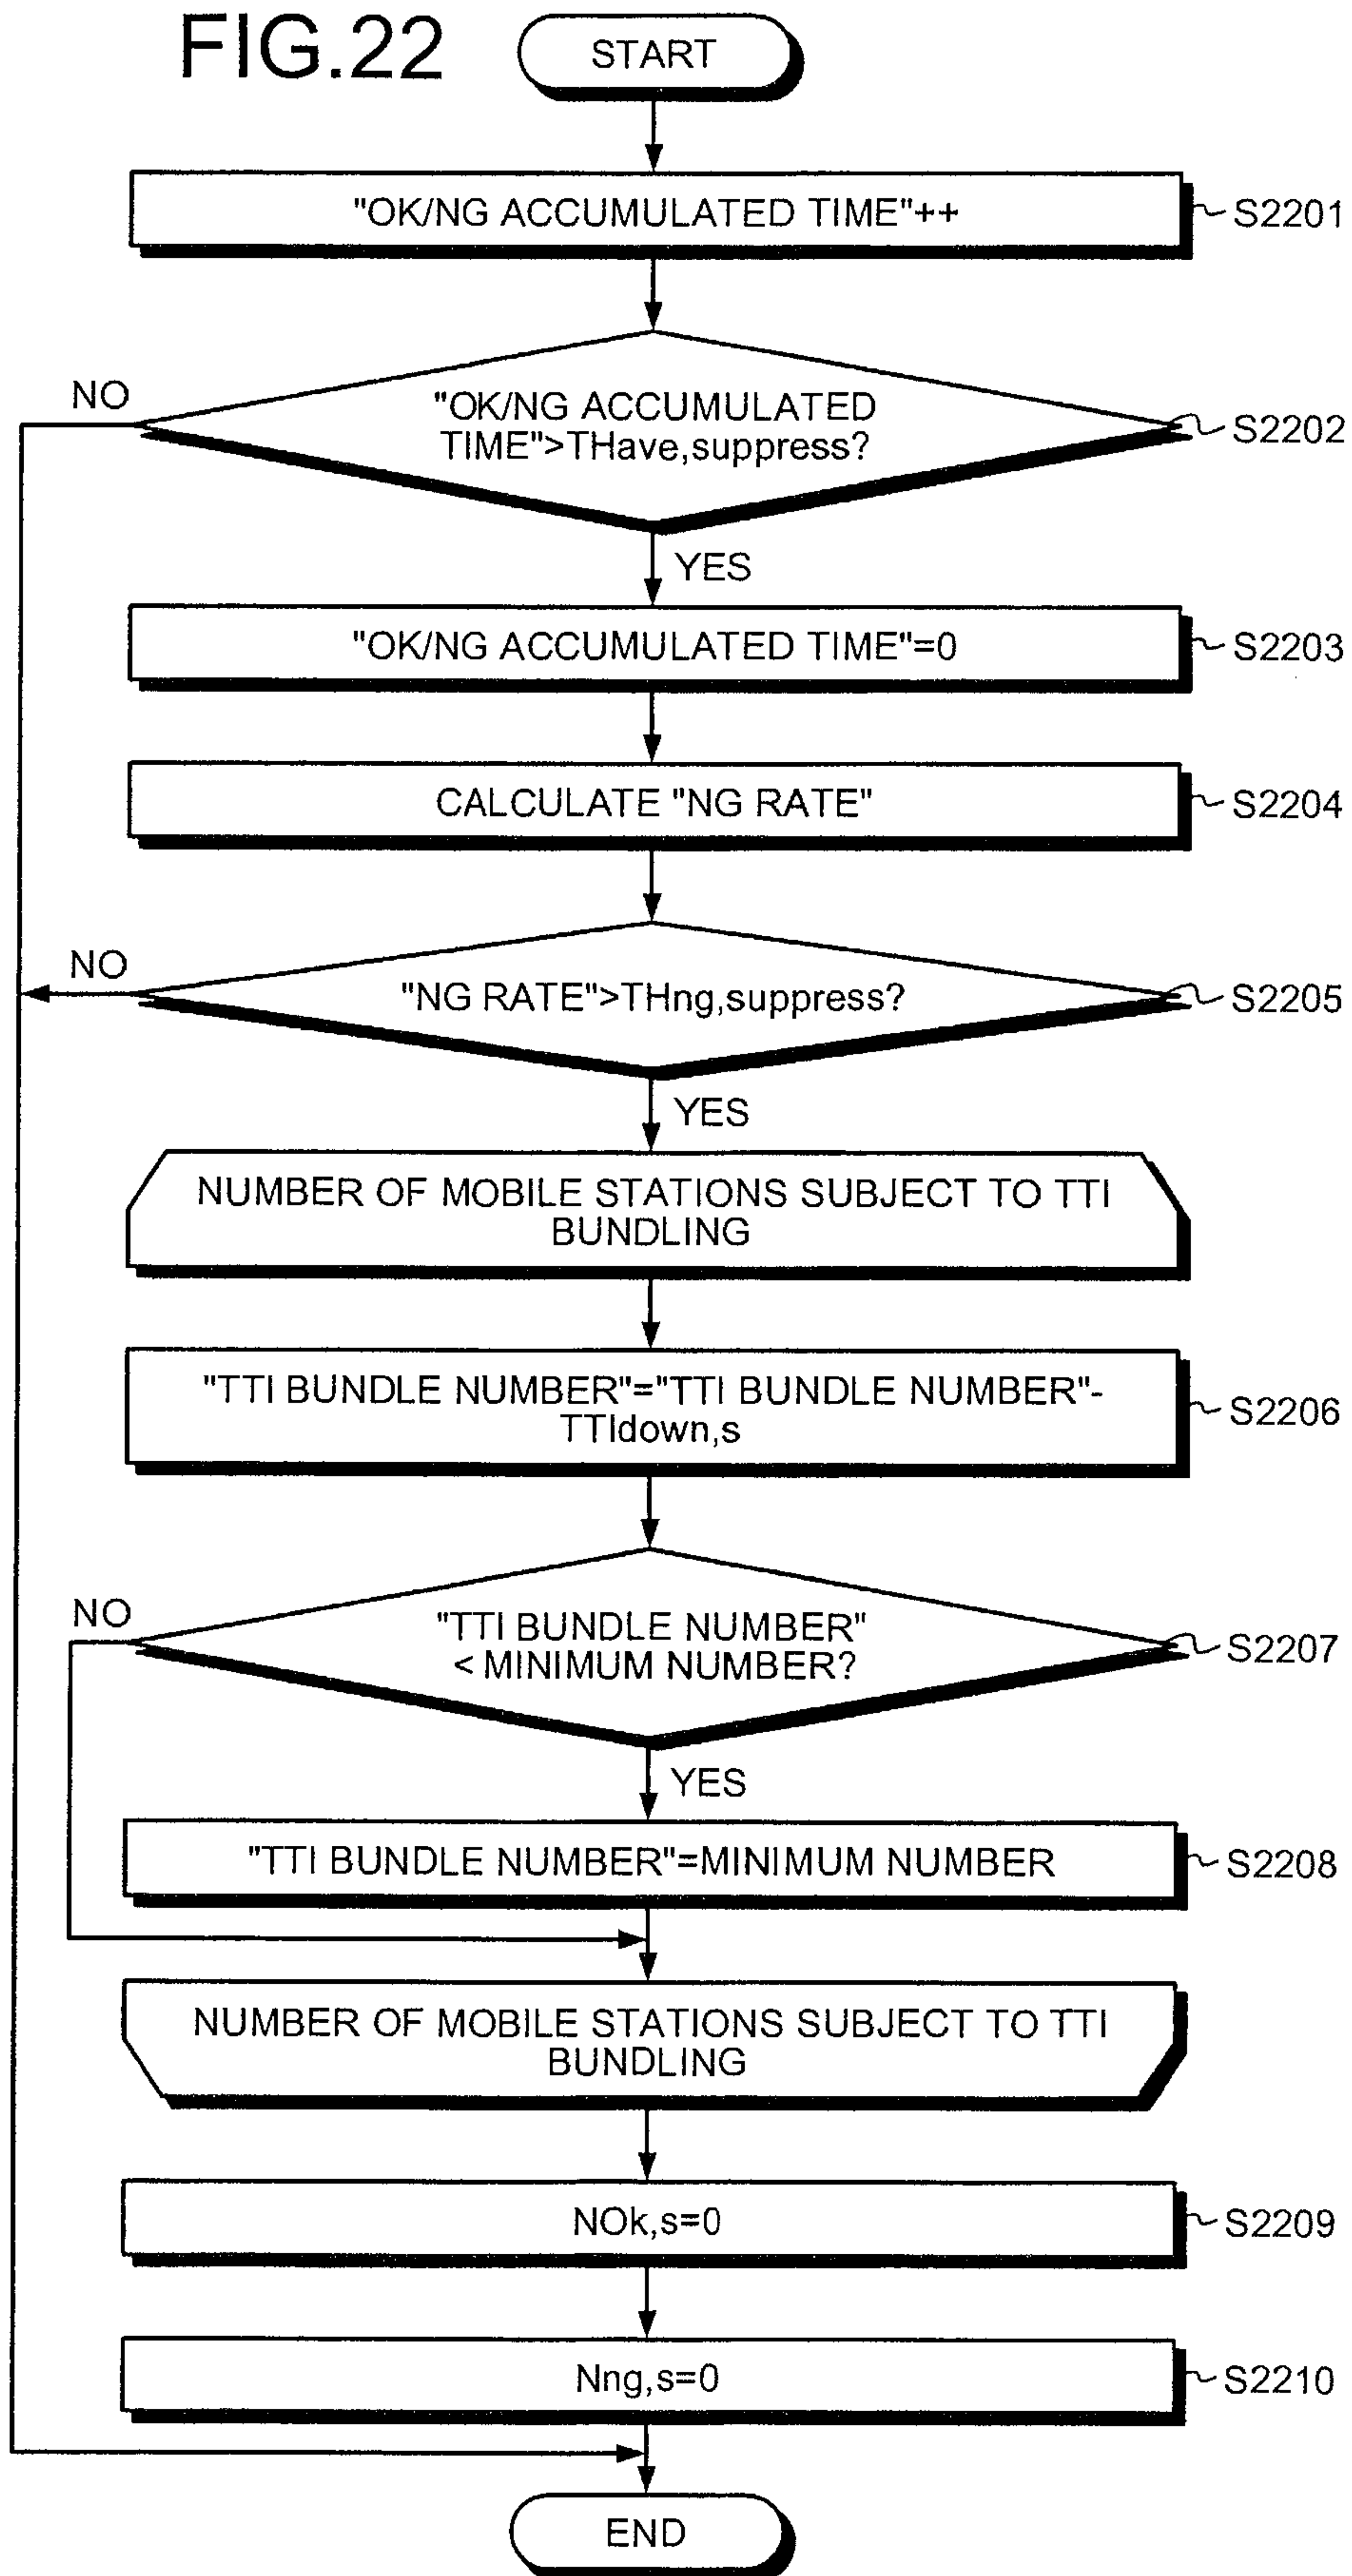 FIG.22
START
"OK/NG ACCUMULATED TIME"++
S2201
NO
"OK/NG ACCUMULATED
TIME">THave,suppress?
S2202
YES
"OK/NG ACCUMULATED TIME"=0
S2203
CALCULATE "NG RATE"
S2204
NO
"NG RATE">THng,suppress?
S2205
YES
NUMBER OF MOBILE STATIONS SUBJECT TO TTI
BUNDLING
"TTI BUNDLE NUMBER"="TTI BUNDLE NUMBER"-
TTIdown,s
S2206
NO
"TTI BUNDLE NUMBER"
< MINIMUM NUMBER?
S2207
YES
"TTI BUNDLE NUMBER"=MINIMUM NUMBER
S2208
NUMBER OF MOBILE STATIONS SUBJECT TO TTI
BUNDLING
NOk,s=0
S2209
Nng,s=0
S2210
END